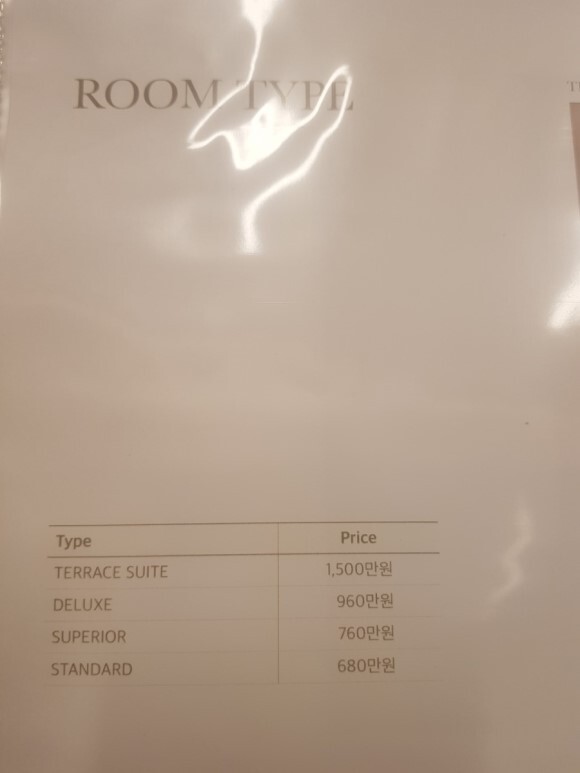 ROOM TYPE
Type Price
TERRACE SUITE 1,500만원
DELUXE 960만원
SUPERIOR 760만원
STANDARD 680만원